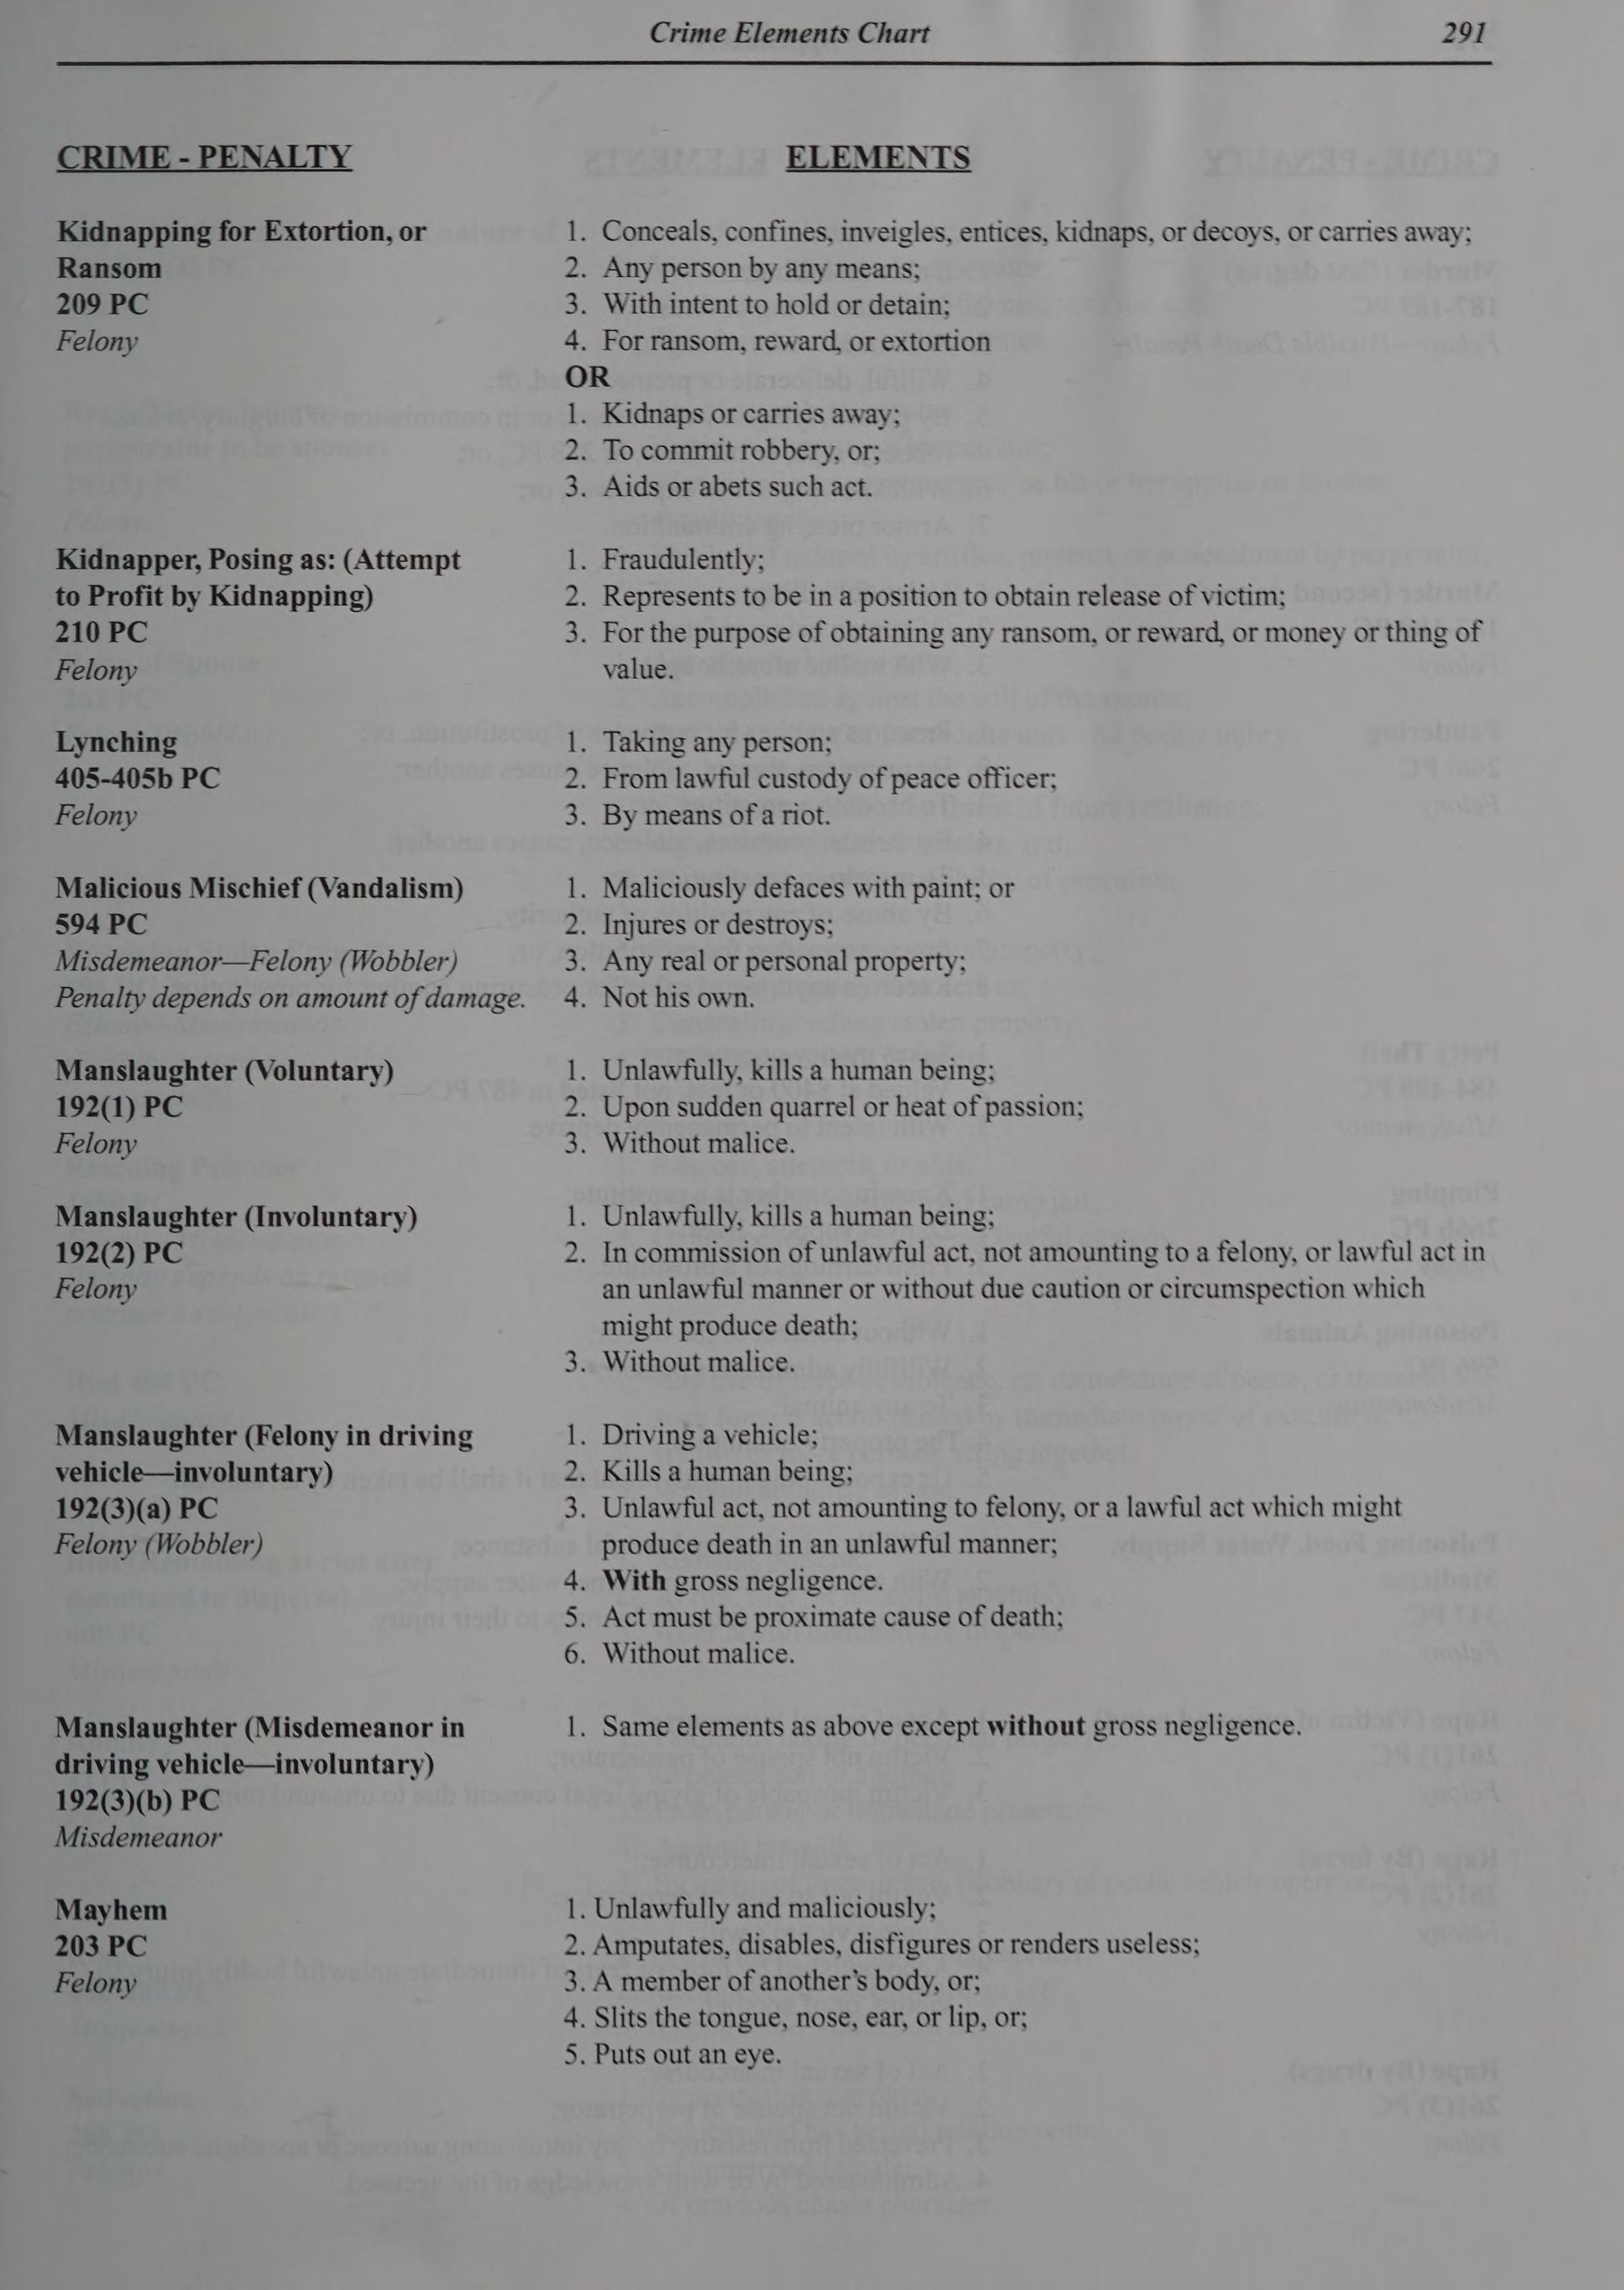 Crime Elements Chart 291
CRIME - PENALTY ELEMENTS
Kidnapping for Extortion, or
Ransom
209 PC
Felony
1. Conceals, confines, inveigles, entices, kidnaps, or decoys, or carries away;
2. Any person by any means;
3. With intent to hold or detain;
4. For ransom, reward, or extortion
OR
1. Kidnaps or carries away;
2. To commit robbery, or;
3. Aids or abets such act.
Kidnapper, Posing as: (Attempt
to Profit by Kidnapping)
210 PC
Felony
1. Fraudulently;
2. Represents to be in a position to obtain release of victim;
3. For the purpose of obtaining any ransom, or reward, or money or thing of
value.
Lynching
405-405b PC
Felony
1. Taking any person;
2. From lawful custody of peace officer;
3. By means of a riot.
Malicious Mischief (Vandalism)
594 PC
Misdemeanor—Felony (Wobbler)
Penalty depends on amount of damage.
1. Maliciously defaces with paint; or
2. Injures or destroys;
3. Any real or personal property;
4. Not his own.
Manslaughter (Voluntary)
192(1) PC
Felony
1. Unlawfully, kills a human being;
2. Upon sudden quarrel or heat of passion;
3. Without malice.
Manslaughter (Involuntary)
192(2) PC
Felony
1. Unlawfully, kills a human being;
2. In commission of unlawful act, not amounting to a felony, or lawful act in
an unlawful manner or without due caution or circumspection which
might produce death;
3. Without malice.
Manslaughter (Felony in driving
vehicle—involuntary)
192(3)(a) PC
Felony (Wobbler)
1. Driving a vehicle;
2. Kills a human being;
3. Unlawful act, not amounting to felony, or a lawful act which might
produce death in an unlawful manner;
4. With gross negligence.
5. Act must be proximate cause of death;
6. Without malice.
Manslaughter (Misdemeanor in
driving vehicle—involuntary)
192(3)(b) PC
Misdemeanor
1. Same elements as above except without gross negligence.
Mayhem
203 PC
Felony
1. Unlawfully and maliciously;
2. Amputates, disables, disfigures or renders useless;
3. A member of another's body, or;
4. Slits the tongue, nose, ear, or lip, or;
5. Puts out an eye.